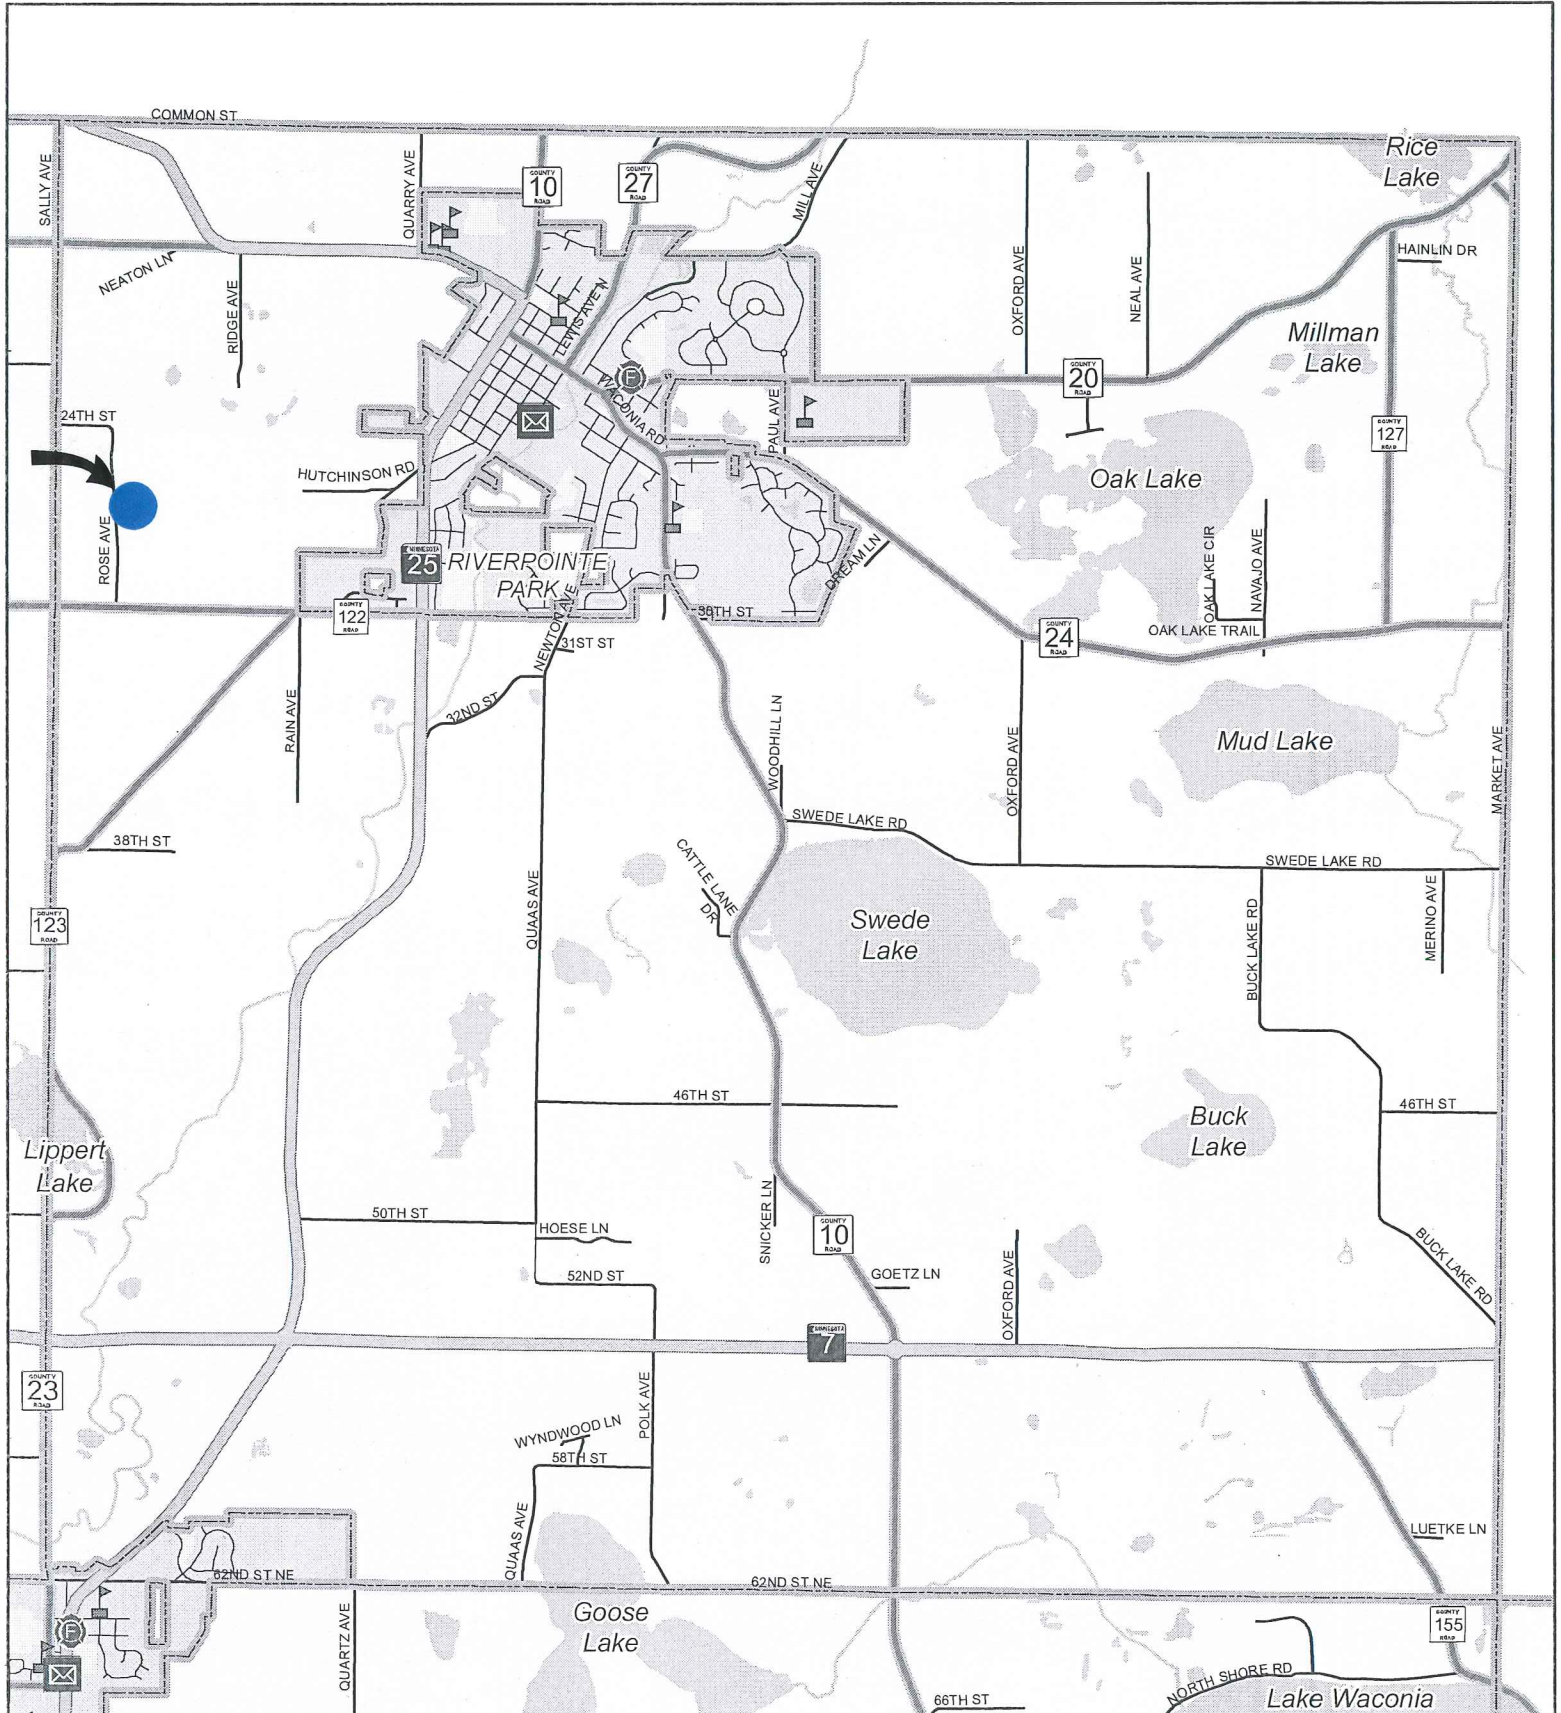 COMMON ST
SALLY AVE
QUARRY AVE
COUNTY
10
ROAD
COUNTY
27
ROAD
MILL AVE
Rice
Lake
NEATON LN
RIDGE AVE
LEWIS AVE N
OXFORD AVE
NEAL AVE
HAINLIN DR
Millman
Lake
F
WACONIA RD
PAUL AVE
COUNTY
20
ROAD
COUNTY
127
ROAD
24TH ST
HUTCHINSON RD
ROSE AVE
Oak Lake
MINNESOTA
25
RIVERPOINTE
PARK
DREAM LN
OAK LAKE CIR
NAVAJO AVE
COUNTY
122
ROAD
NEWTON AVE
30TH ST
31ST ST
COUNTY
24
ROAD
OAK LAKE TRAIL
RAIN AVE
32ND ST
WOODHILL LN
OXFORD AVE
Mud Lake
MARKET AVE
38TH ST
SWEDE LAKE RD
SWEDE LAKE RD
CATTLE LANE
DR
COUNTY
123
ROAD
QUAAS AVE
Swede
Lake
BUCK LAKE RD
MERINO AVE
46TH ST
46TH ST
Buck
Lake
Lippert
Lake
50TH ST
HOESE LN
SNICKER LN
COUNTY
10
ROAD
BUCK LAKE RD
52ND ST
GOETZ LN
OXFORD AVE
MINNESOTA
7
COUNTY
23
ROAD
POLK AVE
WYNDWOOD LN
58TH ST
QUAAS AVE
LUETKE LN
62ND ST NE
62ND ST NE
Goose
Lake
F
QUARTZ AVE
COUNTY
155
ROAD
NORTH SHORE RD
66TH ST
Lake Waconia